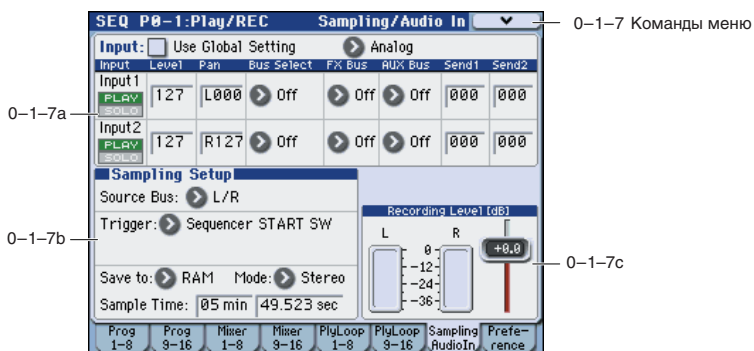 SEQ P0-1:Play/REC Sampling/Audio In
0–1–7 Команды меню
Input: Use Global Setting Analog
Input Level Pan Bus Select FX Bus AUX Bus Send1 Send2
Input1
PLAY 127 L000 Off Off Off 000 000
SOLO
0–1–7a
Input2
PLAY 127 R127 Off Off Off 000 000
SOLO
Sampling Setup
Source Bus: L/R
Trigger: Sequencer START SW
0–1–7b
Save to: RAM Mode: Stereo
Sample Time: 05 min 49.523 sec
Recording Level [dB]
L R
0
-12
-24
-36
+0.0
0–1–7c
Prog 1-8
Prog 9-16
Mixer 1-8
Mixer 9-16
PlyLoop 1-8
PlyLoop 9-16
Sampling AudioIn
Prefe-rence